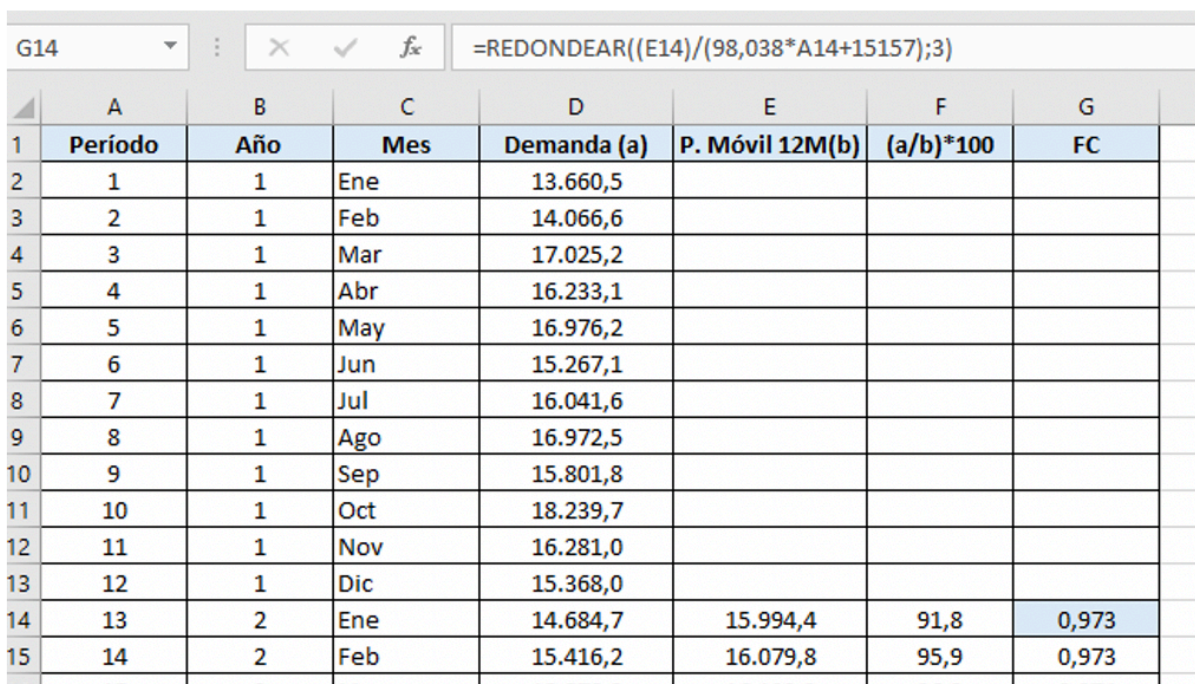 G14 fx =REDONDEAR((E14)/(98,038*A14+15157);3)
A B C D E F G
1 Período Año Mes Demanda (a) P. Móvil 12M(b) (a/b)*100 FC
2 1 1 Ene 13.660,5
3 2 1 Feb 14.066,6
4 3 1 Mar 17.025,2
5 4 1 Abr 16.233,1
6 5 1 May 16.976,2
7 6 1 Jun 15.267,1
8 7 1 Jul 16.041,6
9 8 1 Ago 16.972,5
10 9 1 Sep 15.801,8
11 10 1 Oct 18.239,7
12 11 1 Nov 16.281,0
13 12 1 Dic 15.368,0
14 13 2 Ene 14.684,7 15.994,4 91,8 0,973
15 14 2 Feb 15.416,2 16.079,8 95,9 0,973